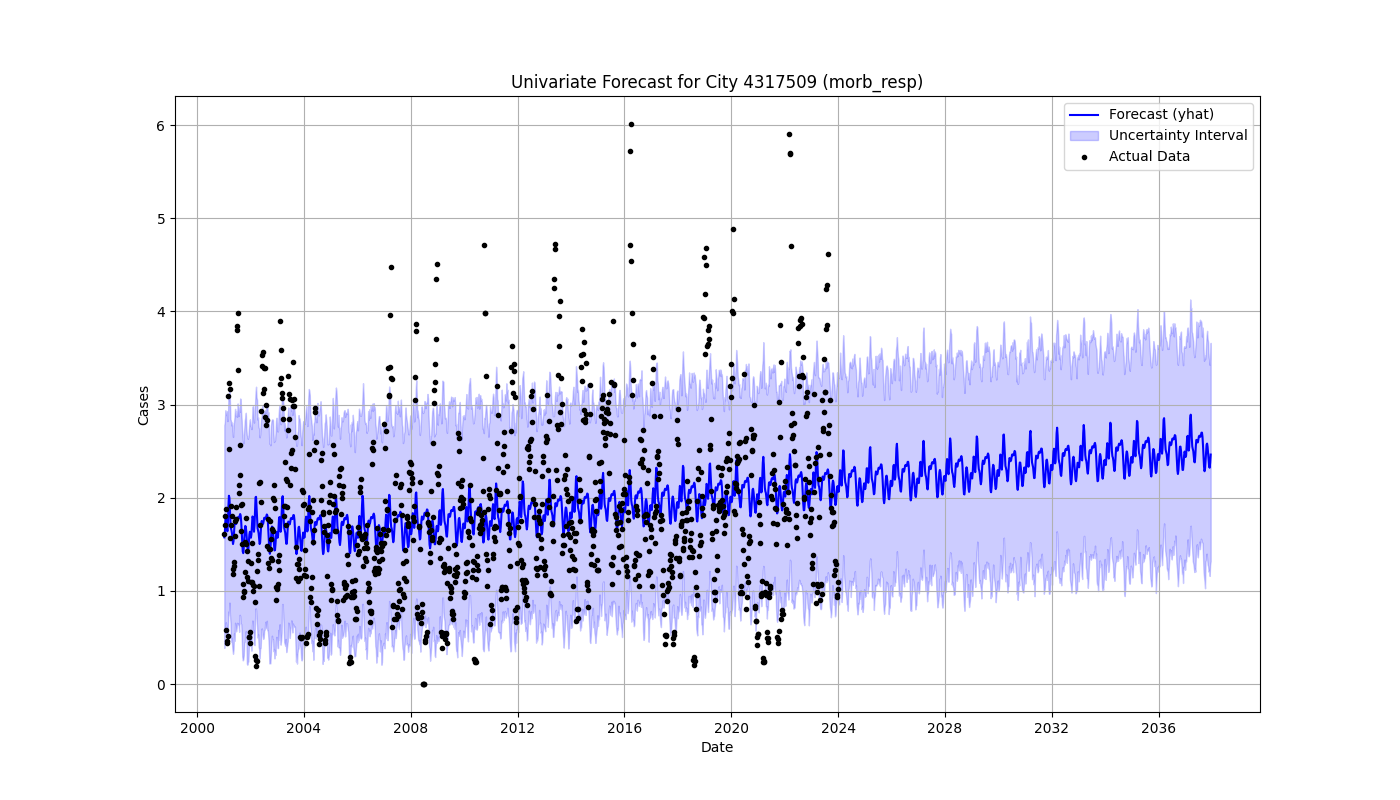 Univariate Forecast for City 4317509 (morb_resp)
Forecast (yhat)
Uncertainty Interval
Actual Data
Cases
6
5
4
3
2
1
0
2000 2004 2008 2012 2016 2020 2024 2028 2032 2036
Date